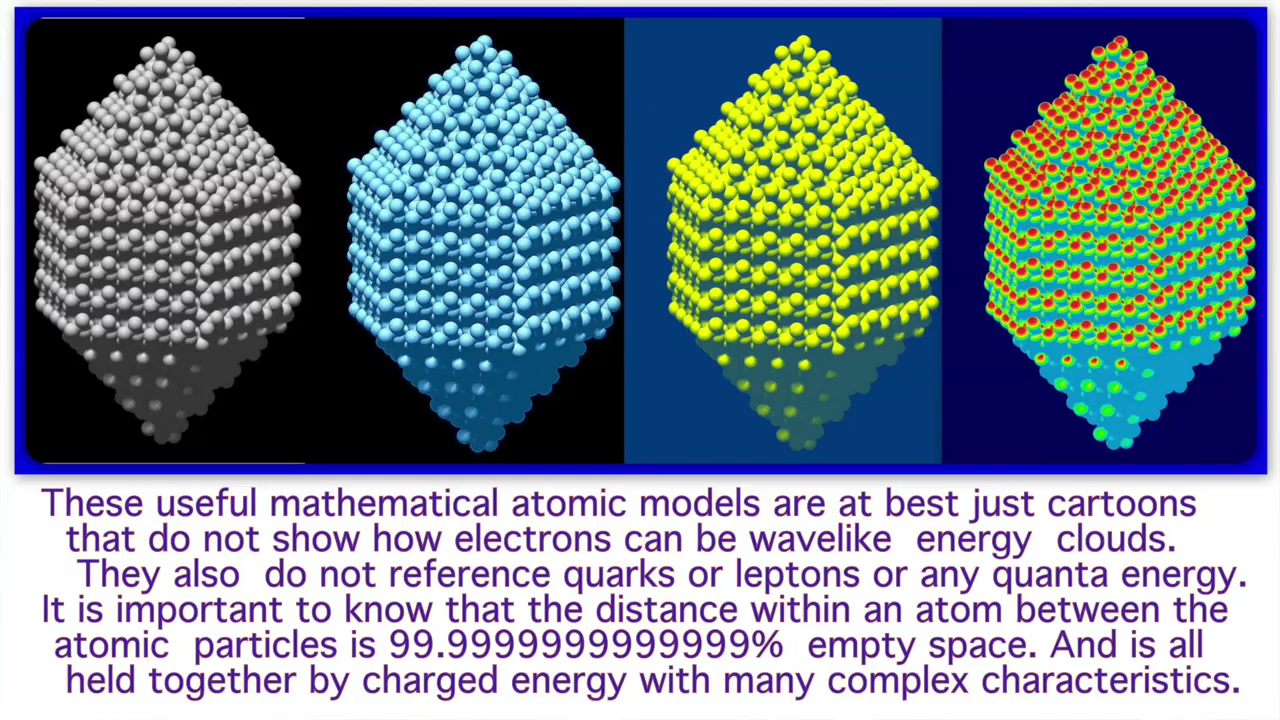 These useful mathematical atomic models are at best just cartoons
that do not show how electrons can be wavelike energy clouds.
They also do not reference quarks or leptons or any quanta energy.
It is important to know that the distance within an atom between the
atomic particles is 99.9999999999999% empty space. And is all
held together by charged energy with many complex characteristics.